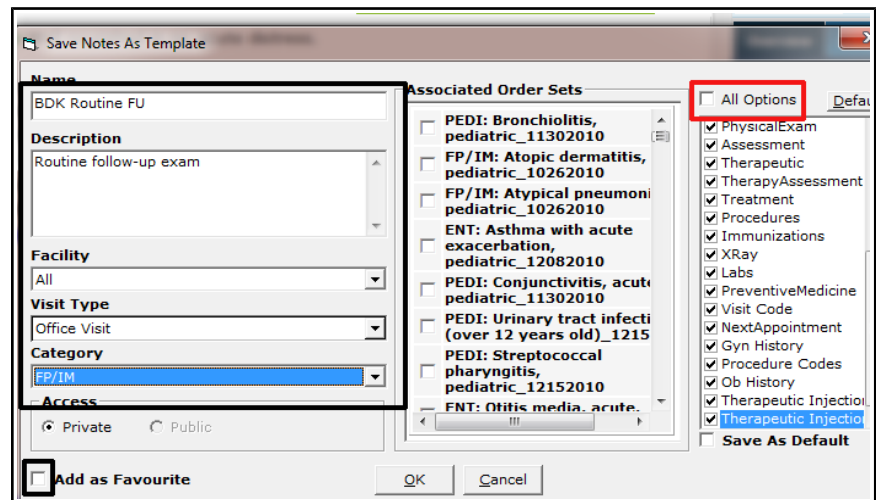 Save Notes As Template
Name
BDK Routine FU
Description
Routine follow-up exam
Facility
All
Visit Type
Office Visit
Category
FP/IM
Access
Private Public
Add as Favourite
Associated Order Sets
PEDI: Bronchiolitis,
pediatric_11302010
FP/IM: Atopic dermatitis,
pediatric_10262010
FP/IM: Atypical pneumoni
pediatric_10262010
ENT: Asthma with acute
exacerbation,
pediatric_12082010
PEDI: Conjunctivitis, acut
pediatric_11302010
PEDI: Urinary tract infecti
(over 12 years old)_1215
PEDI: Streptococcal
pharyngitis,
pediatric_12152010
ENT: Otitis media, acute,
OK Cancel
All Options Defau
PhysicalExam
Assessment
Therapeutic
TherapyAssessment
Treatment
Procedures
Immunizations
XRay
Labs
PreventiveMedicine
Visit Code
NextAppointment
Gyn History
Procedure Codes
Ob History
Therapeutic Injection
Therapeutic Injection
Save As Default